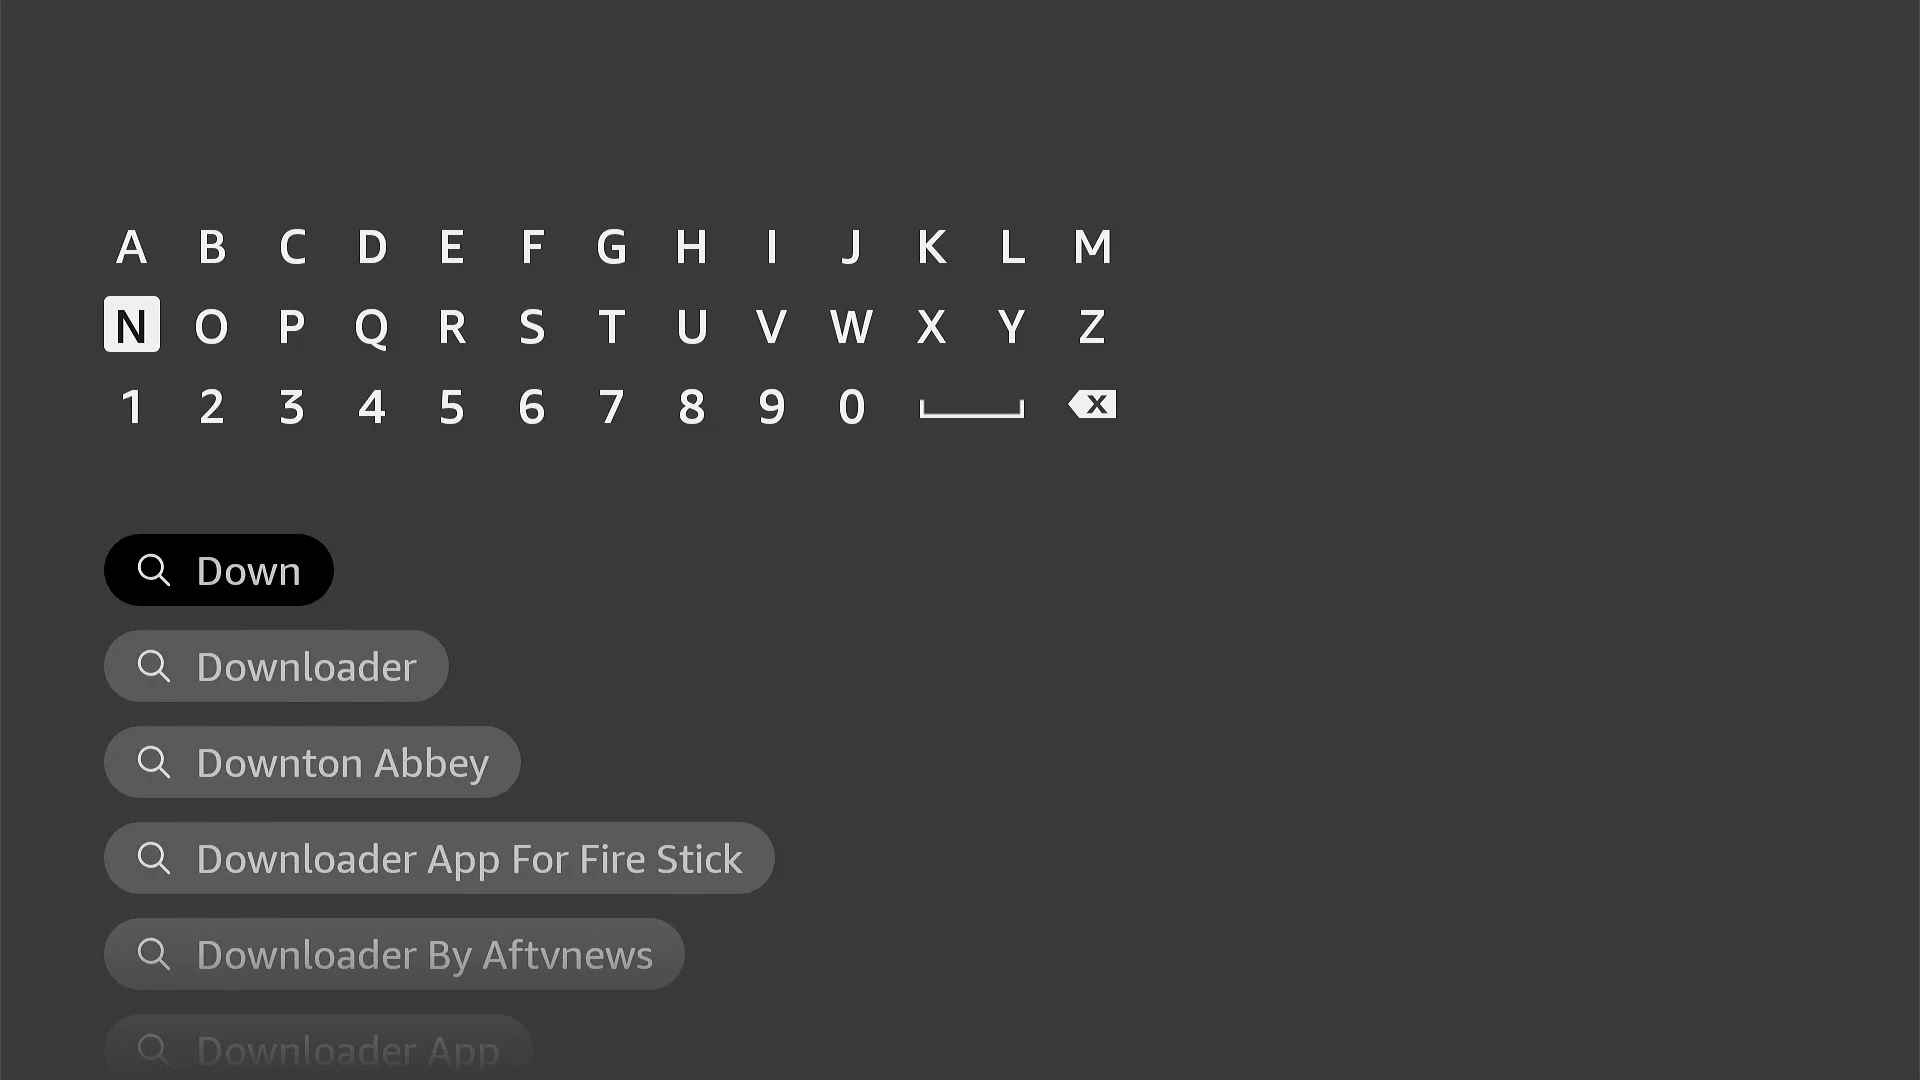 A B C D E F G H I J K L M
N O P Q R S T U V W X Y Z
1 2 3 4 5 6 7 8 9 0
Down
Downloader
Downton Abbey
Downloader App For Fire Stick
Downloader By Aftvnews
Downloader App